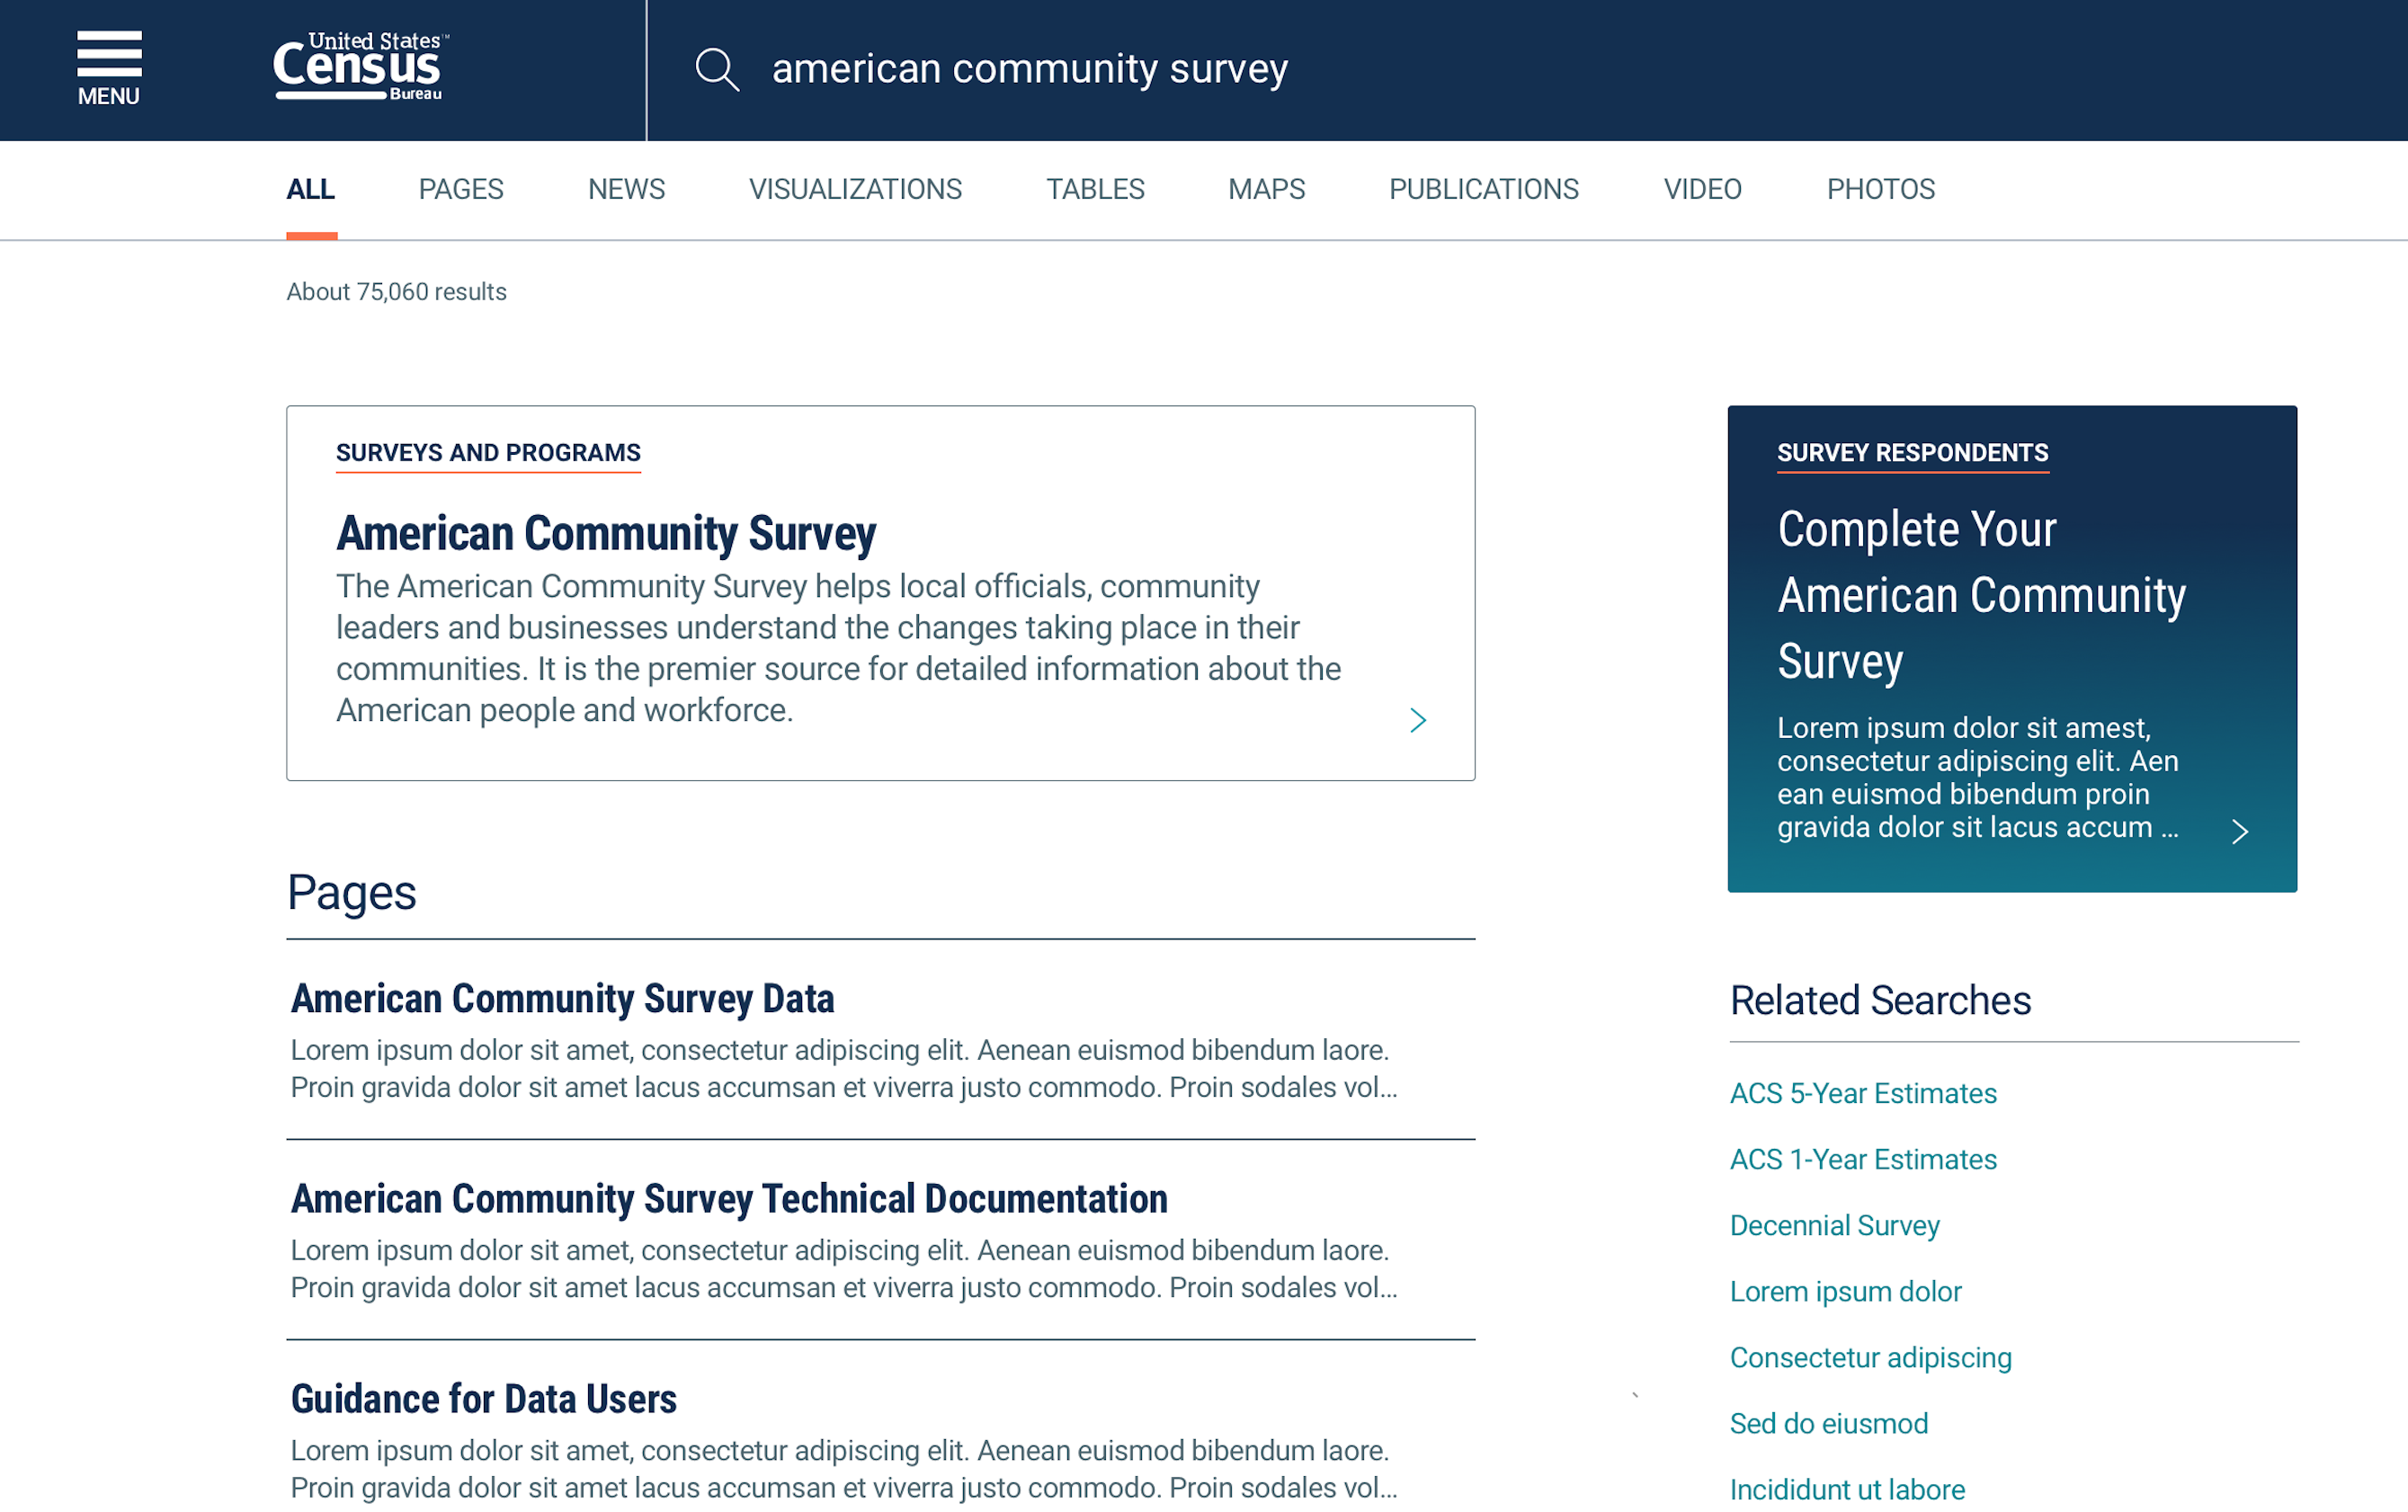 MENU
United States™
Census
Bureau
american community survey
ALL PAGES NEWS VISUALIZATIONS TABLES MAPS PUBLICATIONS VIDEO PHOTOS
About 75,060 results
SURVEYS AND PROGRAMS
American Community Survey
The American Community Survey helps local officials, community
leaders and businesses understand the changes taking place in their
communities. It is the premier source for detailed information about the
American people and workforce.
SURVEY RESPONDENTS
Complete Your
American Community
Survey
Lorem ipsum dolor sit amest,
consectetur adipiscing elit. Aen
ean euismod bibendum proin
gravida dolor sit lacus accum ...
Pages
American Community Survey Data
Lorem ipsum dolor sit amet, consectetur adipiscing elit. Aenean euismod bibendum laore.
Proin gravida dolor sit amet lacus accumsan et viverra justo commodo. Proin sodales vol...
American Community Survey Technical Documentation
Lorem ipsum dolor sit amet, consectetur adipiscing elit. Aenean euismod bibendum laore.
Proin gravida dolor sit amet lacus accumsan et viverra justo commodo. Proin sodales vol...
Guidance for Data Users
Lorem ipsum dolor sit amet, consectetur adipiscing elit. Aenean euismod bibendum laore.
Proin gravida dolor sit amet lacus accumsan et viverra justo commodo. Proin sodales vol...
Related Searches
ACS 5-Year Estimates
ACS 1-Year Estimates
Decennial Survey
Lorem ipsum dolor
Consectetur adipiscing
Sed do eiusmod
Incididunt ut labore